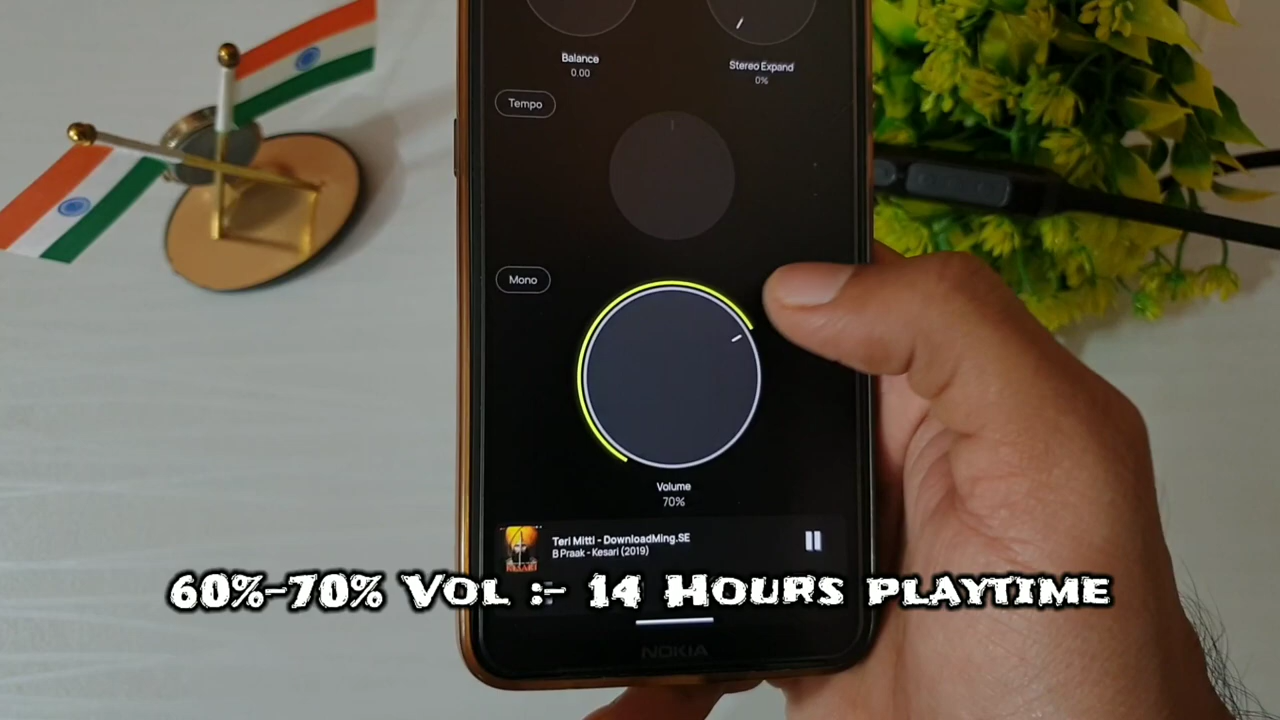 Balance
0.00
Stereo Expand
0%
Tempo
Mono
Volume
70%
Teri Mitti - DownloadMing.SE
B Praak - Kesari (2019)
KESARI
60%-70% Vol :- 14 Hours playtime
NOKIA